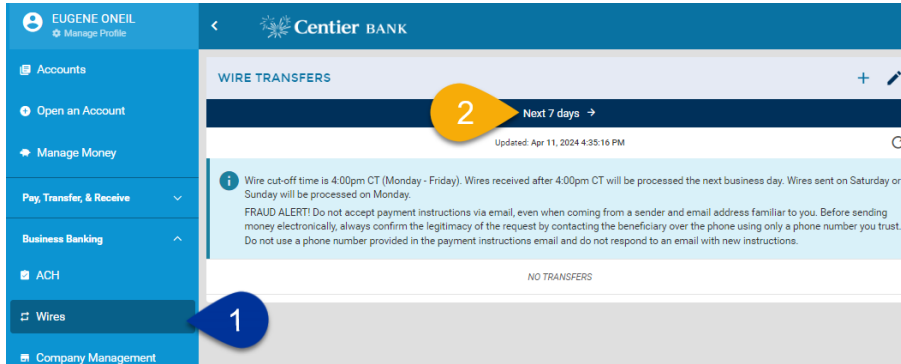 EUGENE ONEIL
Manage Profile
Accounts
Open an Account
Manage Money
Pay, Transfer, & Receive
Business Banking
ACH
Wires
Company Management
Centier BANK
WIRE TRANSFERS
Next 7 days →
Updated: Apr 11, 2024 4:35:16 PM
Wire cut-off time is 4:00pm CT (Monday - Friday). Wires received after 4:00pm CT will be processed the next business day. Wires sent on Saturday or
Sunday will be processed on Monday.
FRAUD ALERT! Do not accept payment instructions via email, even when coming from a sender and email address familiar to you. Before sending
money electronically, always confirm the legitimacy of the request by contacting the beneficiary over the phone using only a phone number you trust.
Do not use a phone number provided in the payment instructions email and do not respond to an email with new instructions.
NO TRANSFERS
1
2